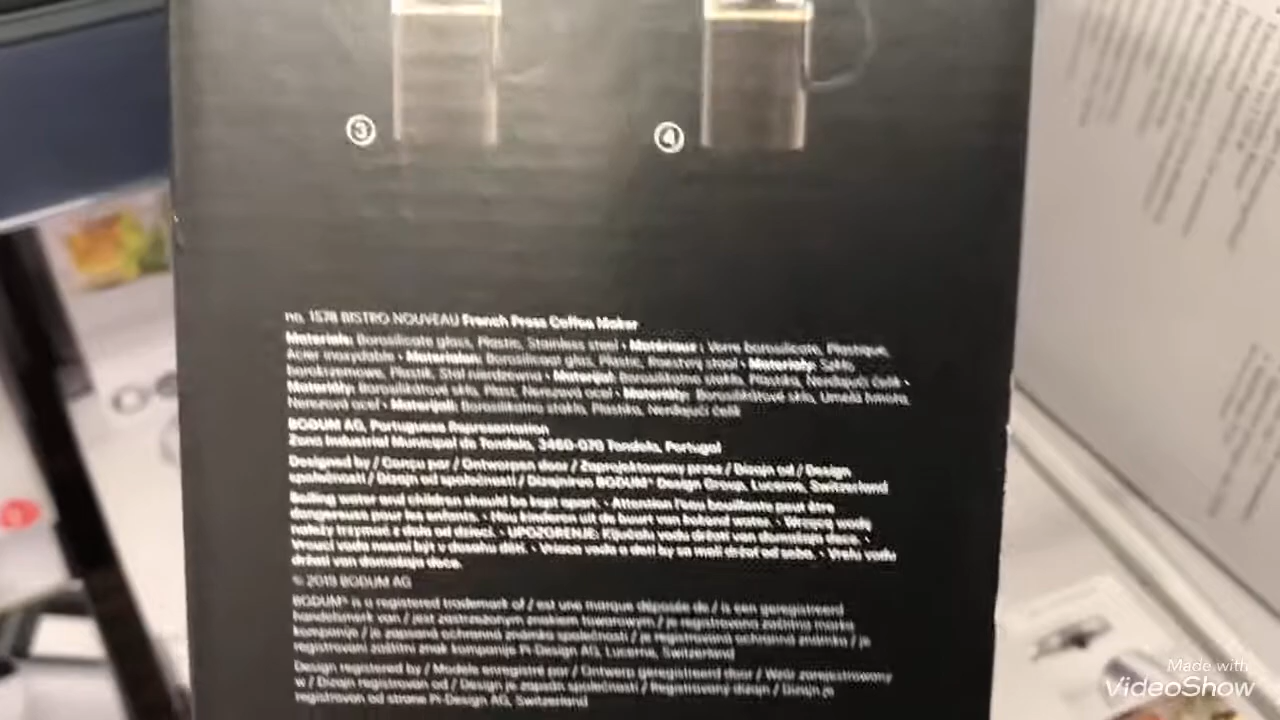 3
4
no. 1578 BISTRO NOUVEAU French Press Coffee Maker
Materials: Borosilicate glass, Plastic, Stainless steel • Matériaux : Verre borosilicate, Plastique,
Acier inoxydable • Materialen: Plastic, Roestvrij staal • Materiały: Szkło
Plastik, Stal nierdzewna • Materijal: Plastika, Nerđajući čelik •
Materiály: Borosilikátové sklo, Plast, Nerezová ocel • Materiály: Borosilikátové sklo, Umelá hmota,
Nerezová oceľ • Materijali: Borosilikatno staklo, Plastika, Nerđajući čelik
BODUM AG, Portuguese Representation
Zona Industrial Municipal de Tondela, 3460-070 Tondela, Portugal
Designed by / Conçu par / Ontworpen door / Zaprojektowany przez / Dizajn od / Design
společnosti / Dizajn od spoločnosti / Dizajnirao BODUM® Design Group, Lucerne, Switzerland
Boiling water and children should be kept apart. • Attention l'eau bouillante peut être
dangereuse pour les enfants. • Hou kinderen uit de buurt van kokend water. • Wrzącą wodę
należy trzymać z dala od dzieci. • UPOZORENJE: Ključalu vodu držati van domašaja dece. •
Vroucí voda nesmí být v dosahu dětí. • Vriaca voda a deti by sa mali držať od seba. • Vrelu vodu
držati van domašaja dece.
© 2019 BODUM AG
BODUM® is a registered trademark of / est une marque déposée de / is een geregistreerd
handelsmerk van / jest zastrzeżonym znakiem towarowym / je registrovana zaštitna marka
kompanije / je zapsaná ochranná známka společnosti / je registrovaná ochranná známka / je
registrovani zaštitni znak kompanije Pi-Design AG, Lucerne, Switzerland
Design registered by / Modèle enregistré par / Ontwerp geregistreerd door / Wzór zarejestrowany
w / Dizajn registrovan od / Design je zapsán společností / Registrovaný dizajn / Dizajn je
registrovan od strane Pi-Design AG, Switzerland
Made with
VideoShow